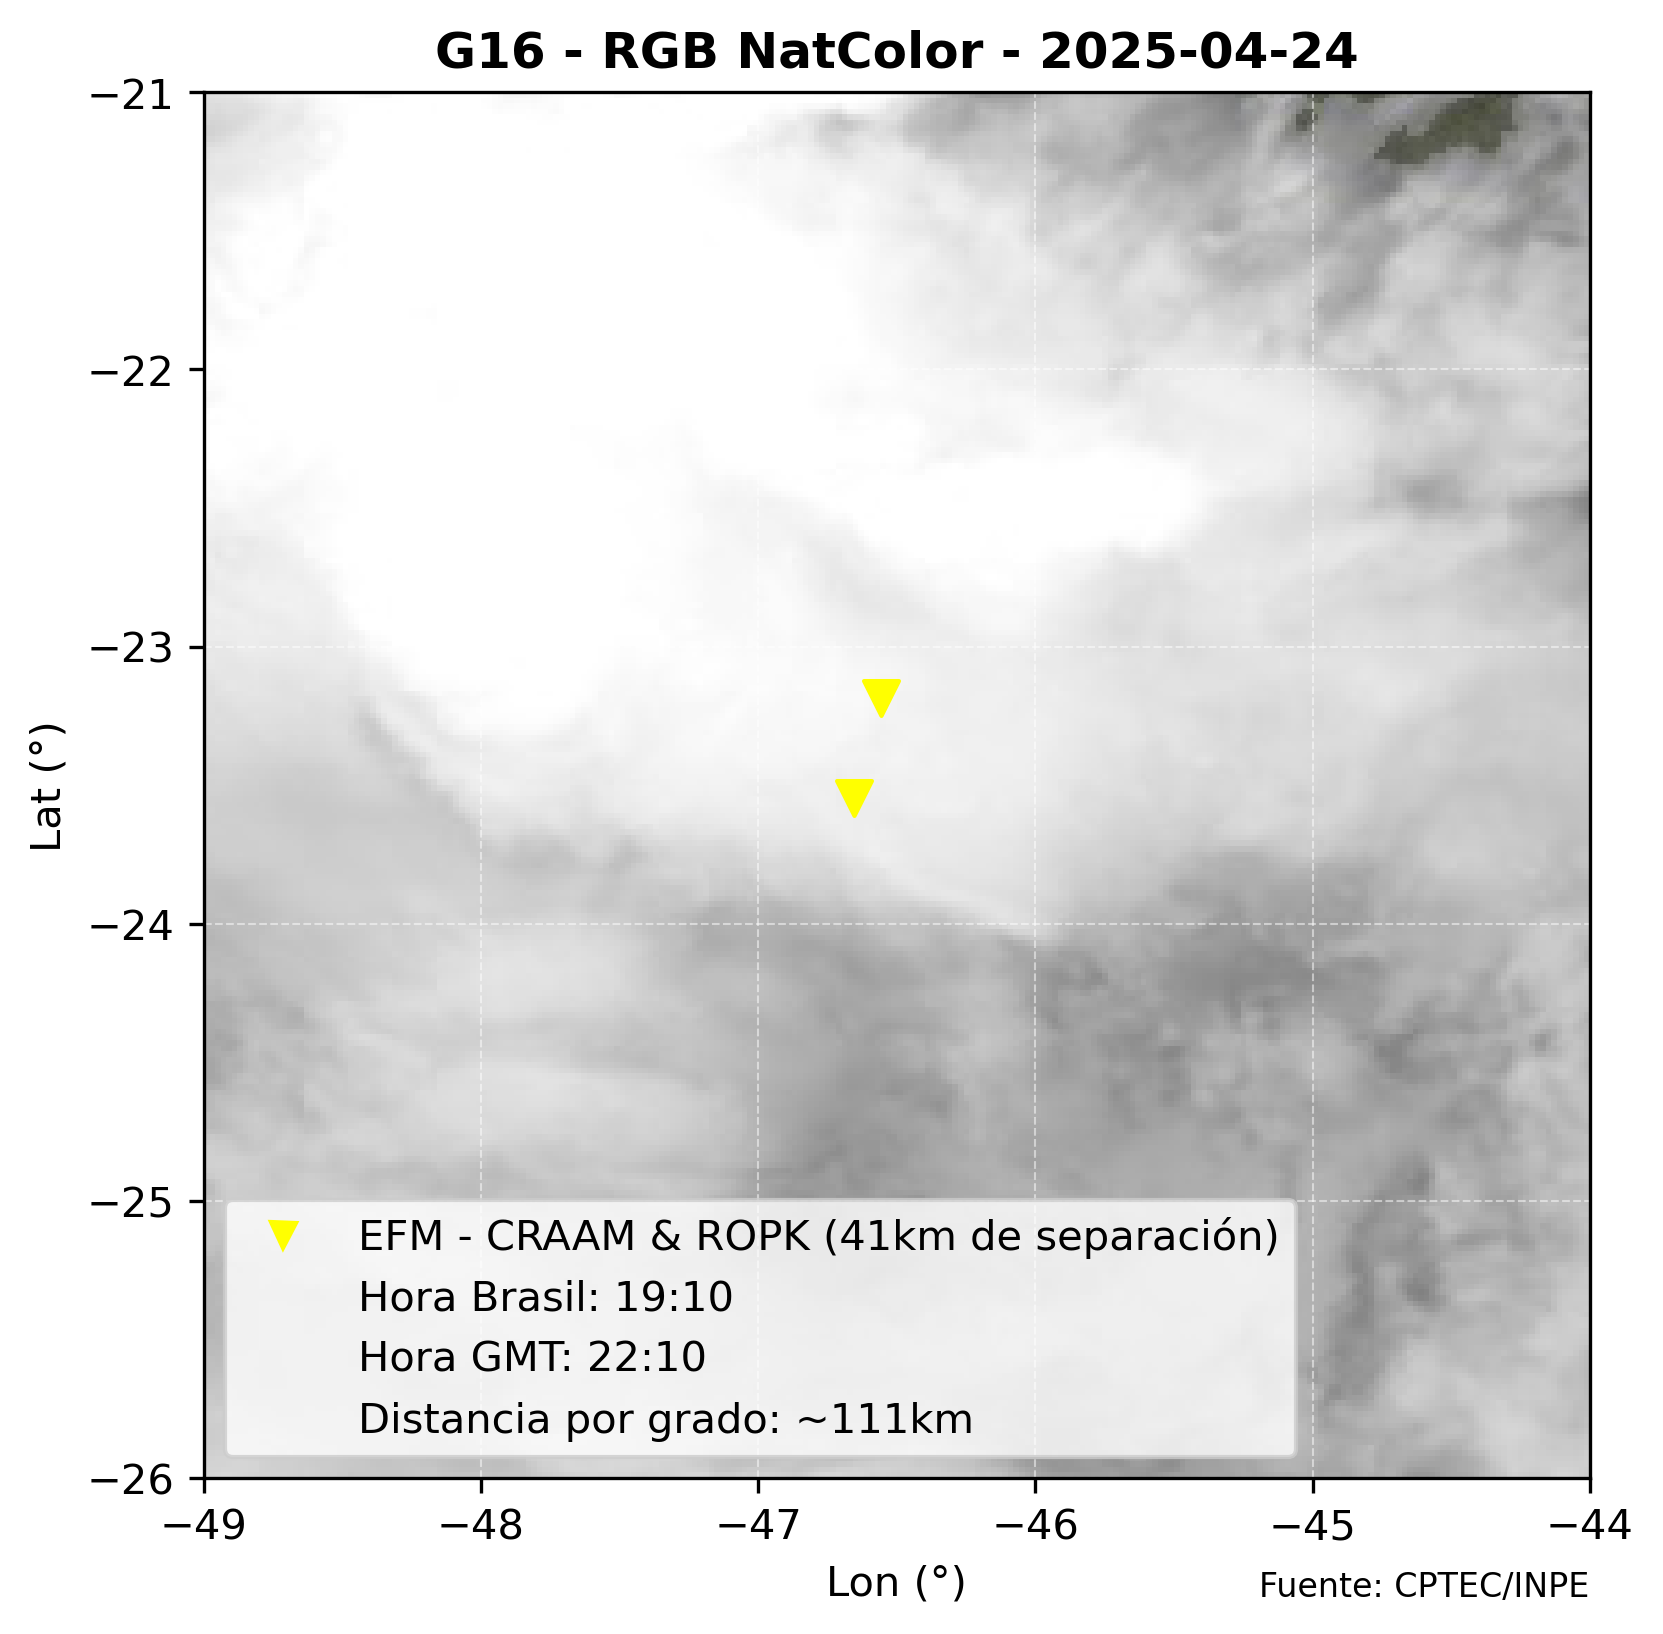 G16 - RGB NatColor - 2025-04-24
−21
−22
−23
−24
−25
−26
Lat (°)
EFM - CRAAM & ROPK (41km de separación)
Hora Brasil: 19:10
Hora GMT: 22:10
Distancia por grado: ~111km
−49
−48
−47
−46
−45
−44
Lon (°)
Fuente: CPTEC/INPE